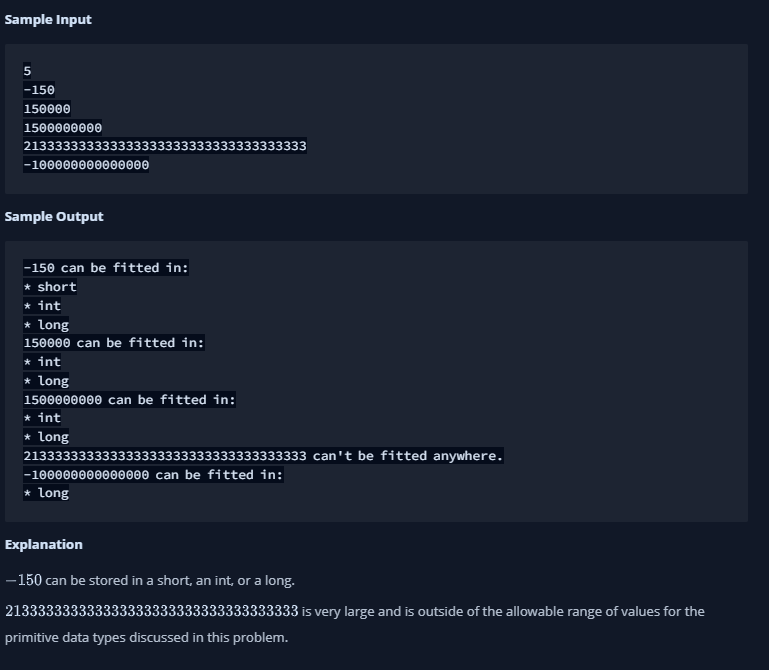 Sample Input
5
-150
150000
1500000000
213333333333333333333333333333333333
-100000000000000
Sample Output
-150 can be fitted in:
* short
* int
* long
150000 can be fitted in:
* int
* long
1500000000 can be fitted in:
* int
* long
213333333333333333333333333333333333 can't be fitted anywhere.
-100000000000000 can be fitted in:
* long
Explanation
−150 can be stored in a short, an int, or a long.
213333333333333333333333333333333333 is very large and is outside of the allowable range of values for the
primitive data types discussed in this problem.